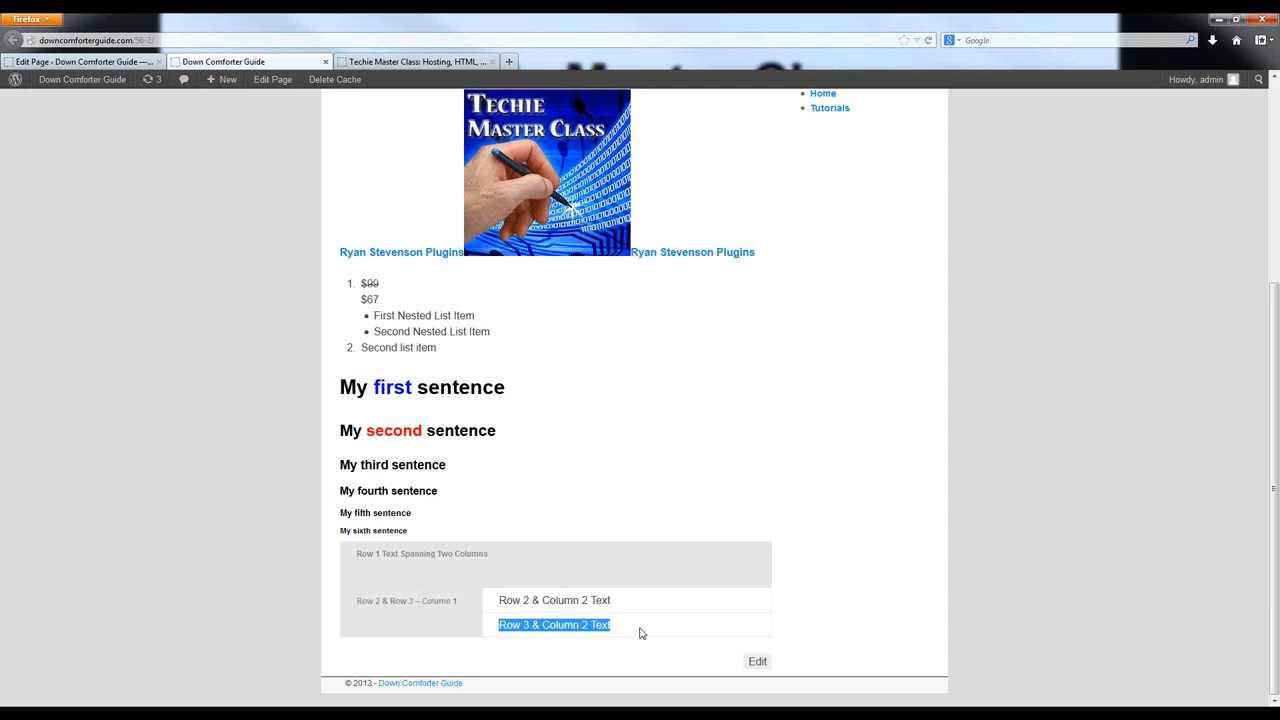 Firefox
downcomforterguide.com/50-2/
Google
Edit Page ‹ Down Comforter Guide —...
Down Comforter Guide
Techie Master Class: Hosting, HTML, ...
Down Comforter Guide
3
New
Edit Page
Delete Cache
Howdy, admin
Home
Tutorials
TECHIE
MASTER CLASS
Ryan Stevenson Plugins
Ryan Stevenson Plugins
1. $99
$67
• First Nested List Item
• Second Nested List Item
2. Second list item
My first sentence
My second sentence
My third sentence
My fourth sentence
My fifth sentence
My sixth sentence
Row 1 Text Spanning Two Columns
Row 2 & Row 3 – Column 1
Row 2 & Column 2 Text
Row 3 & Column 2 Text
Edit
© 2013 - Down Comforter Guide